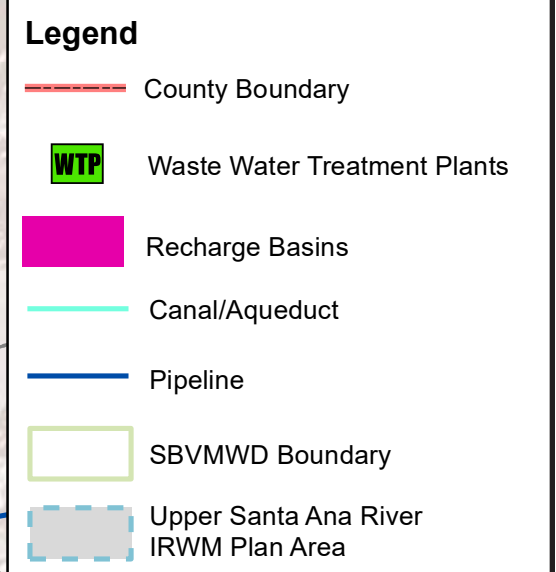 Legend
County Boundary
WTP
Waste Water Treatment Plants
Recharge Basins
Canal/Aqueduct
Pipeline
SBVMWD Boundary
Upper Santa Ana River
IRWM Plan Area